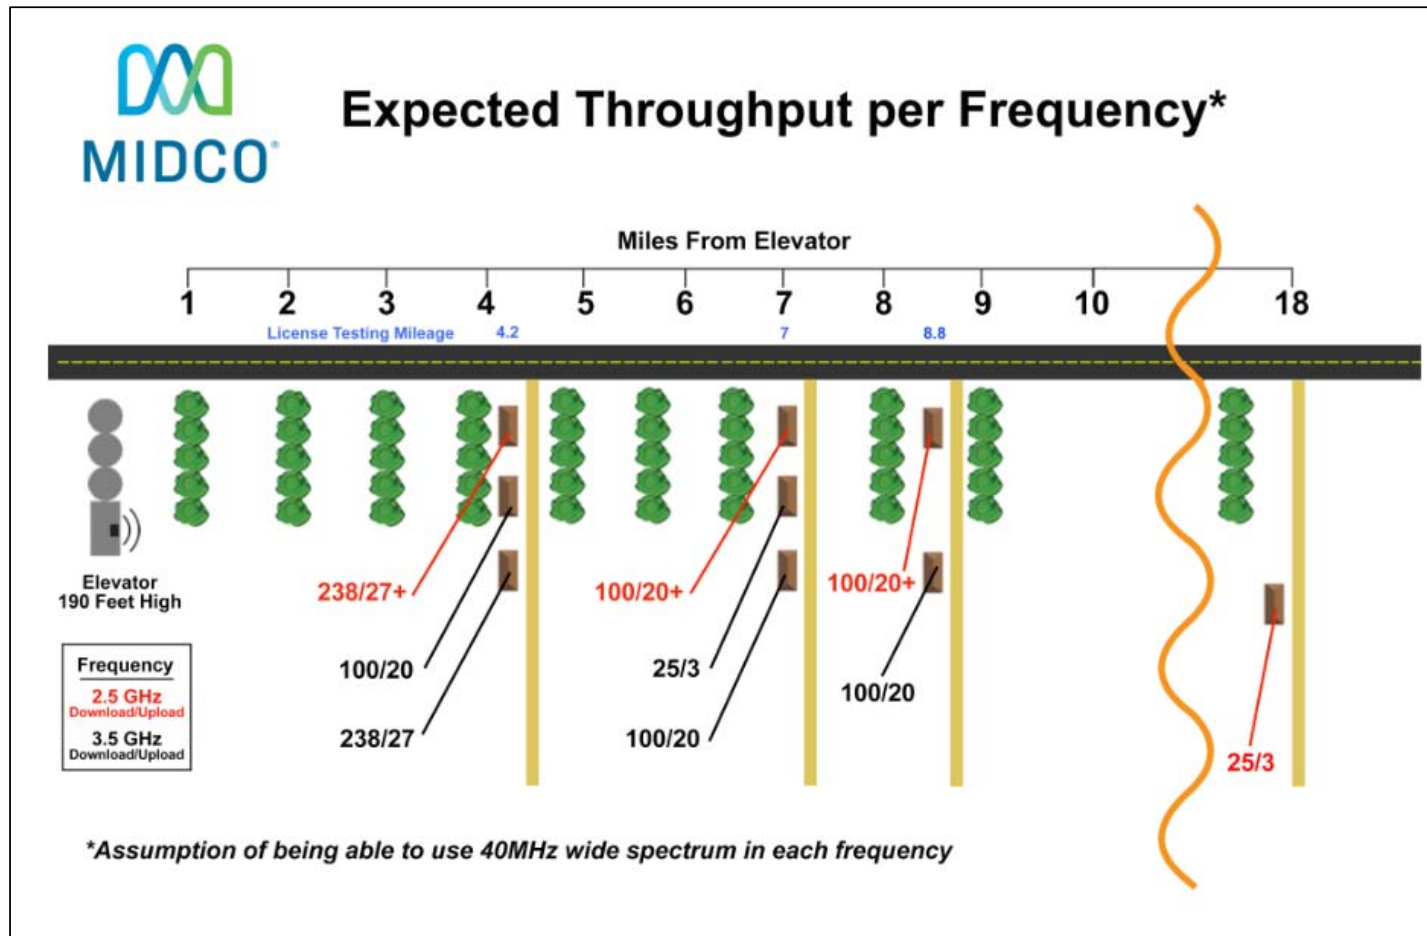 MIDCO®
Expected Throughput per Frequency*
Miles From Elevator
1 2 3 4 5 6 7 8 9 10 18
License Testing Mileage 4.2 7 8.8
Elevator
190 Feet High
238/27+
100/20
238/27
100/20+
25/3
100/20
100/20+
100/20
25/3
Frequency
2.5 GHz
Download/Upload
3.5 GHz
Download/Upload
*Assumption of being able to use 40MHz wide spectrum in each frequency